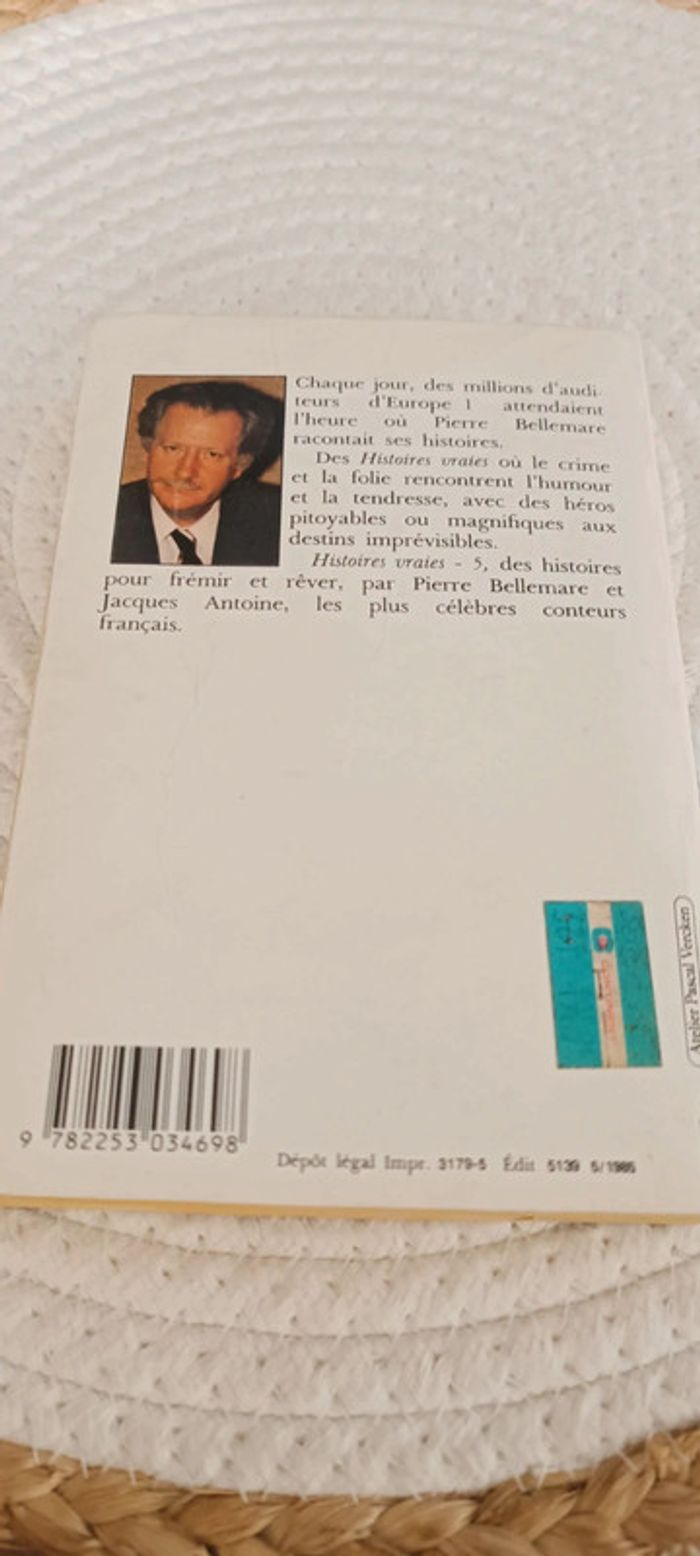 Chaque jour, des millions d'audi-
teurs d'Europe 1 attendaient
l'heure où Pierre Bellemare
racontait ses histoires.
Des Histoires vraies où le crime
et la folie rencontrent l'humour
et la tendresse, avec des héros
pitoyables ou magnifiques aux
destins imprévisibles.
Histoires vraies - 5, des histoires
pour frémir et rêver, par Pierre Bellemare et
Jacques Antoine, les plus célèbres conteurs
français.
Atelier Pascal Vercken
9 782253 034698
Dépôt légal Impr. 3179-5 Édit 5139 5/1985